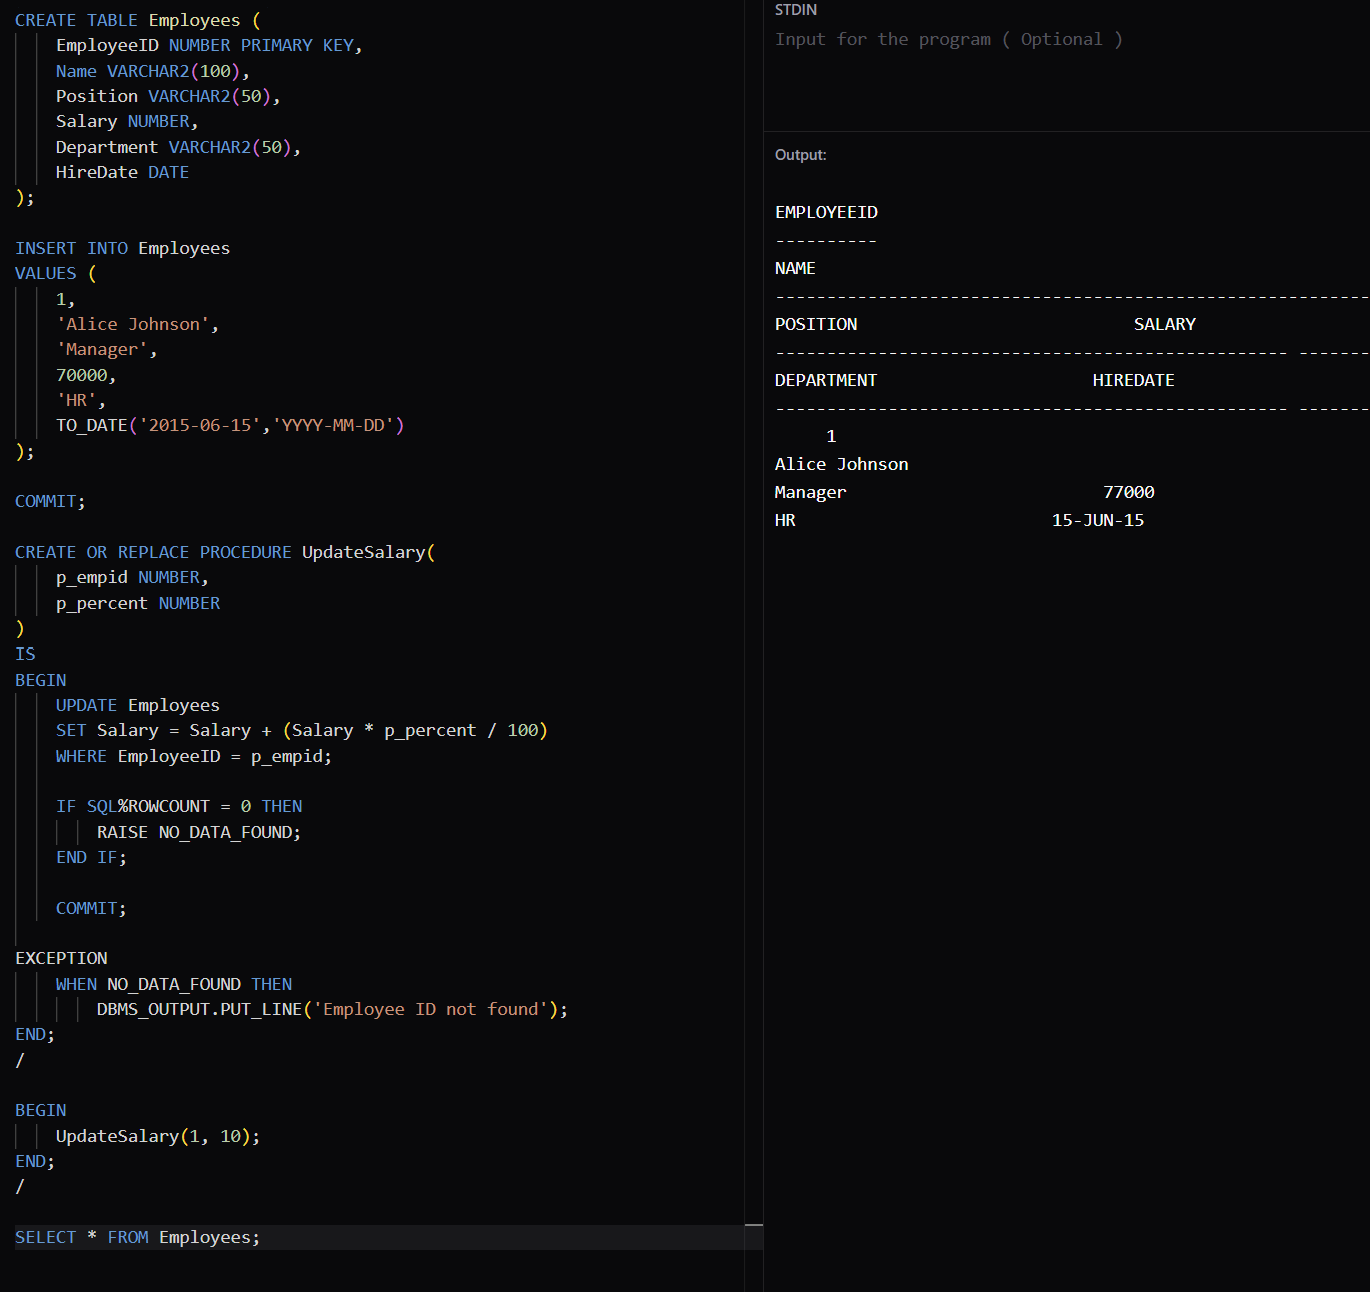 CREATE TABLE Employees (
    EmployeeID NUMBER PRIMARY KEY,
    Name VARCHAR2(100),
    Position VARCHAR2(50),
    Salary NUMBER,
    Department VARCHAR2(50),
    HireDate DATE
);

INSERT INTO Employees
VALUES (
    1,
    'Alice Johnson',
    'Manager',
    70000,
    'HR',
    TO_DATE('2015-06-15','YYYY-MM-DD')
);

COMMIT;

CREATE OR REPLACE PROCEDURE UpdateSalary(
    p_empid NUMBER,
    p_percent NUMBER
)
IS
BEGIN
    UPDATE Employees
    SET Salary = Salary + (Salary * p_percent / 100)
    WHERE EmployeeID = p_empid;

    IF SQL%ROWCOUNT = 0 THEN
        RAISE NO_DATA_FOUND;
    END IF;

    COMMIT;

EXCEPTION
    WHEN NO_DATA_FOUND THEN
        DBMS_OUTPUT.PUT_LINE('Employee ID not found');
END;
/

BEGIN
    UpdateSalary(1, 10);
END;
/

SELECT * FROM Employees;
STDIN
Input for the program ( Optional )
Output:

EMPLOYEEID
----------
NAME
----------------------------------------------------------
POSITION                           SALARY
-------------------------------------------------- -------
DEPARTMENT                     HIREDATE
-------------------------------------------------- -------
     1
Alice Johnson
Manager                         77000
HR                         15-JUN-15